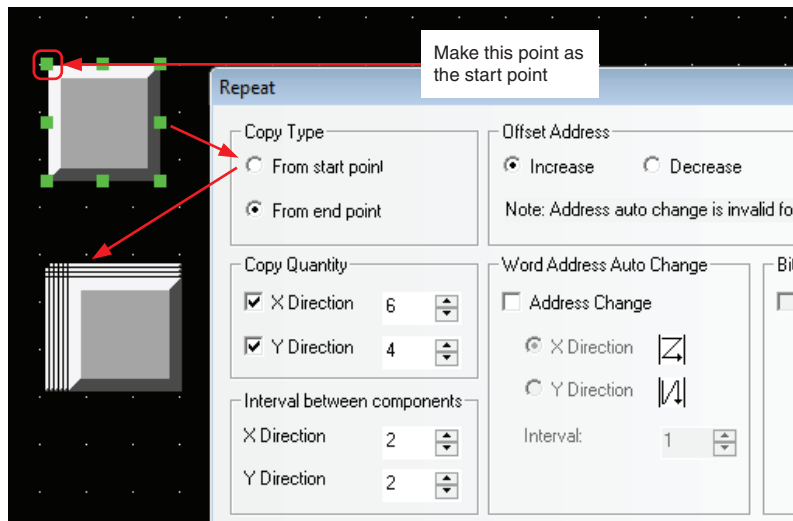 Make this point as
the start point
Repeat
Copy Type
From start point
From end point
Offset Address
Increase Decrease
Note: Address auto change is invalid fo
Copy Quantity
X Direction 6
Y Direction 4
Word Address Auto Change
Address Change
X Direction
Y Direction
Interval: 1
Bit
Interval between components
X Direction 2
Y Direction 2